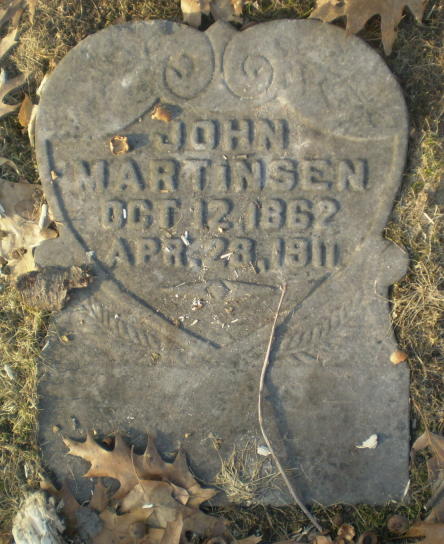 JOHN
MARTINSEN
OCT. 12, 1862
APR. 28, 1911